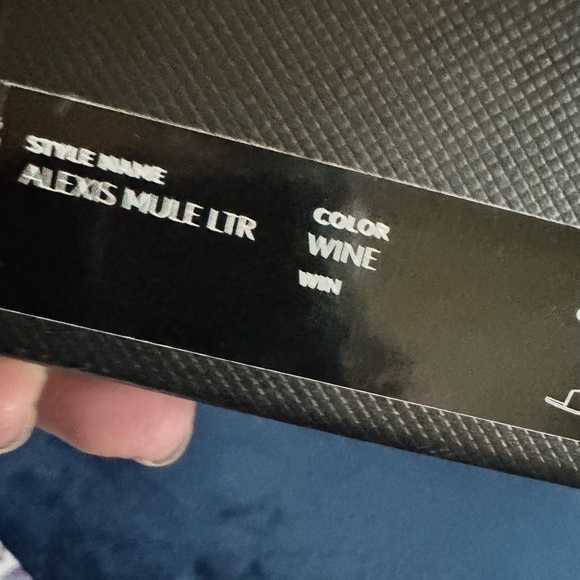 STYLE NAME
ALEXIS MULE LTR
COLOR
WINE
WIN